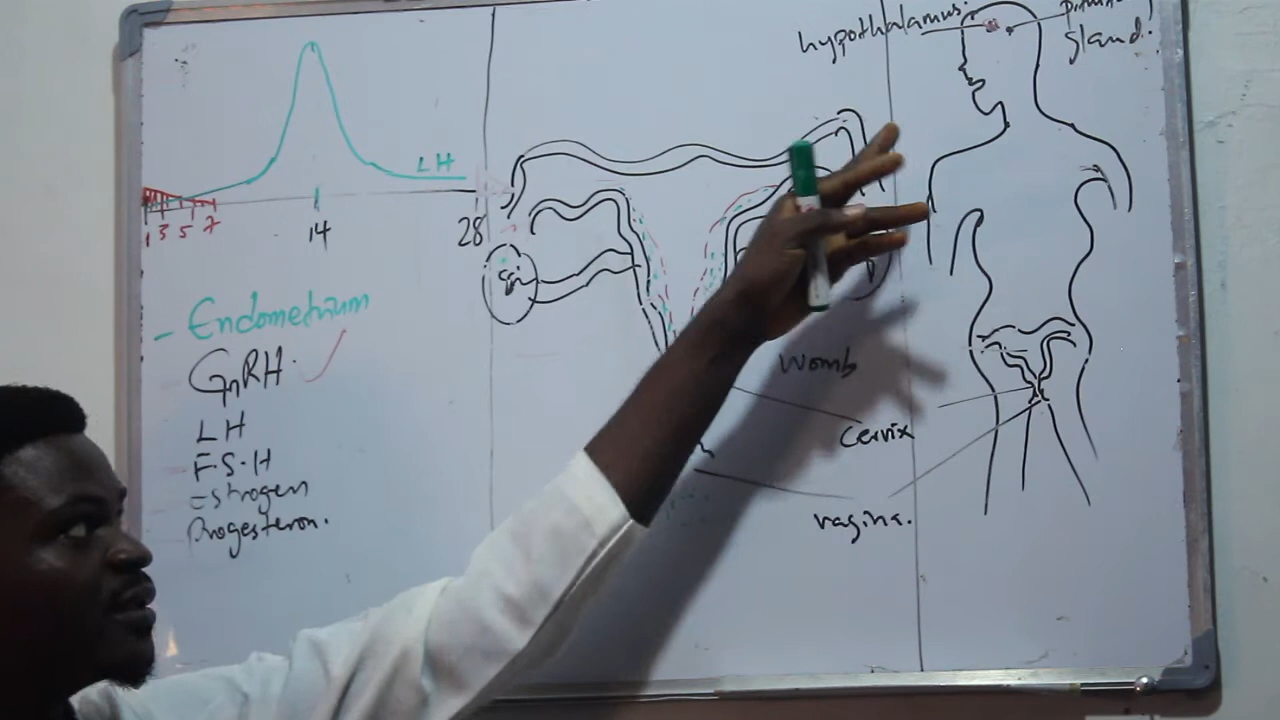 LH
1 3 5 7 14 28
- Endometrium
GnRH.
LH
F.S.H
Estrogen
Progesteron.
Womb
Cervix
vagina.
hypothalamus.
gland.